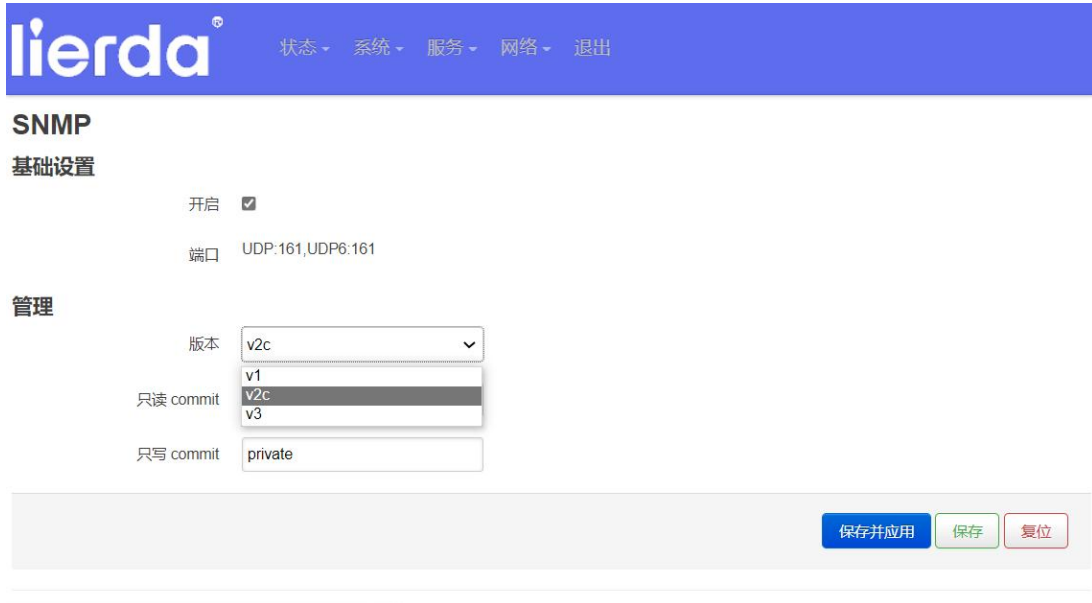 lierda®
状态 系统 服务 网络 退出
SNMP
基础设置
开启
端口 UDP:161,UDP6:161
管理
版本 v2c
v1
只读 commit v2c
v3
只写 commit private
保存并应用 保存 复位